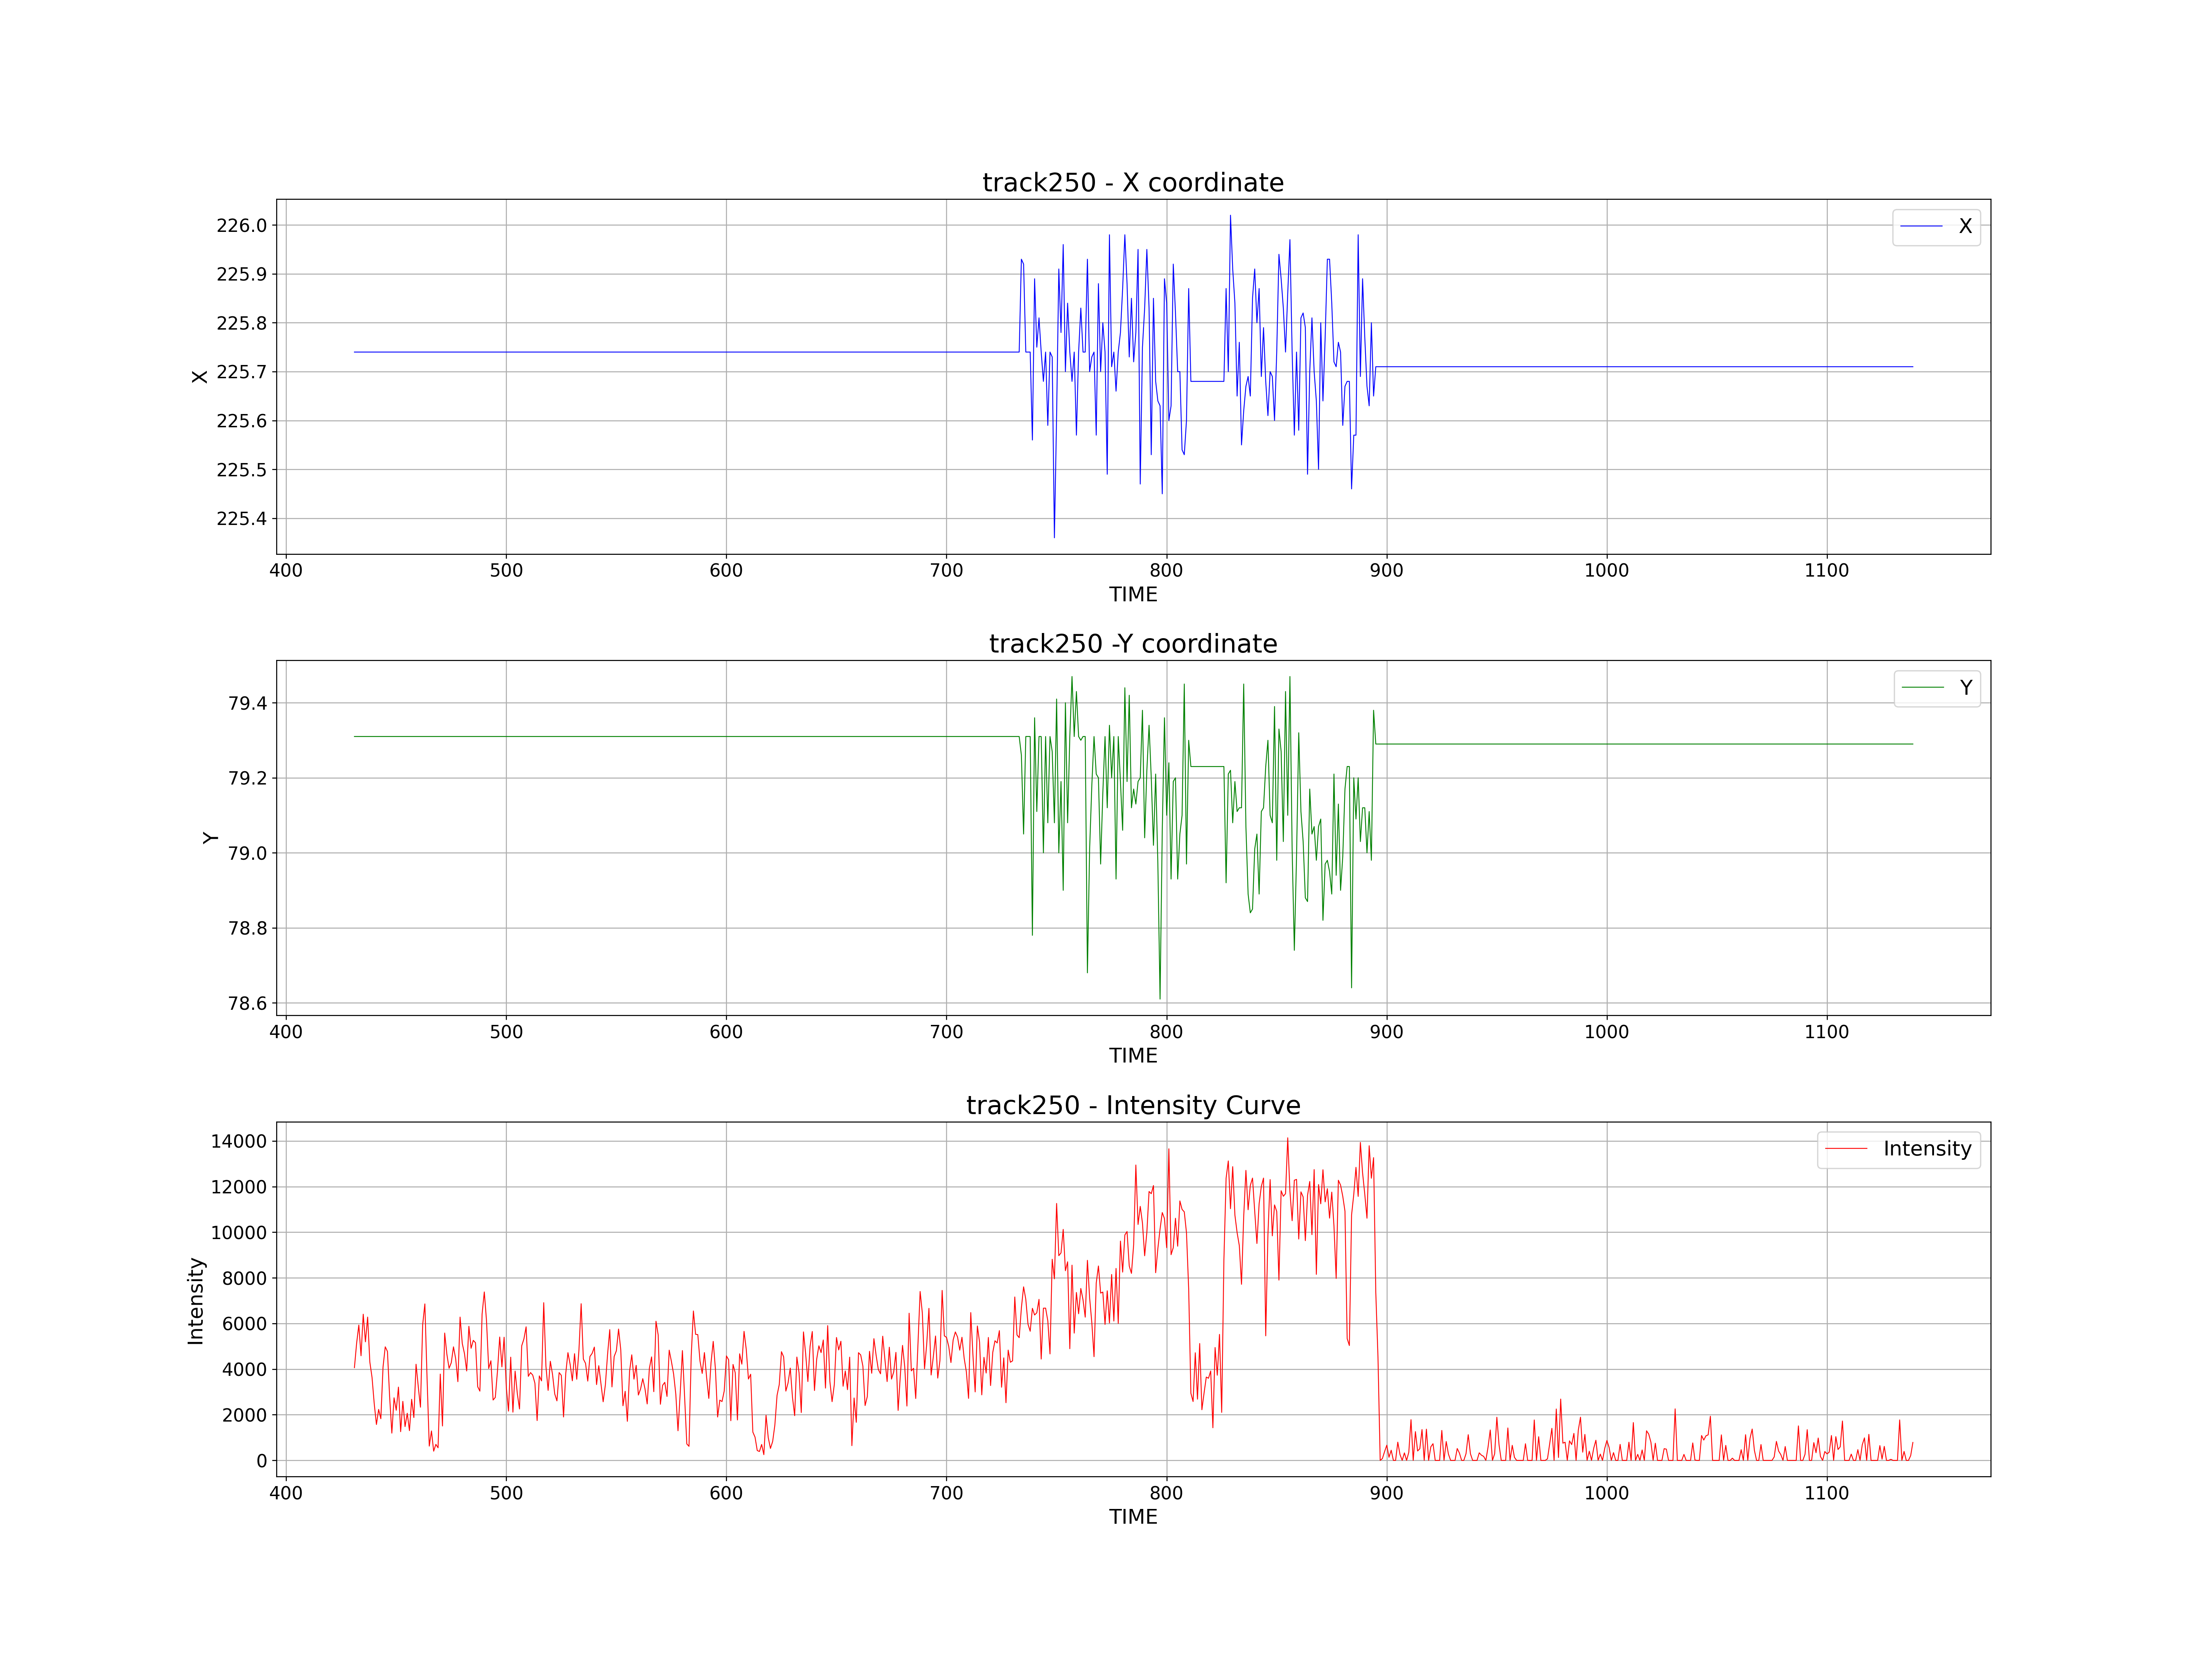 track250 - X coordinate
X
226.0
225.9
225.8
225.7
225.6
225.5
225.4
X
400 500 600 700 800 900 1000 1100
TIME
track250 -Y coordinate
Y
79.4
79.2
79.0
78.8
78.6
Y
400 500 600 700 800 900 1000 1100
TIME
track250 - Intensity Curve
Intensity
14000
12000
10000
8000
6000
4000
2000
0
Intensity
400 500 600 700 800 900 1000 1100
TIME